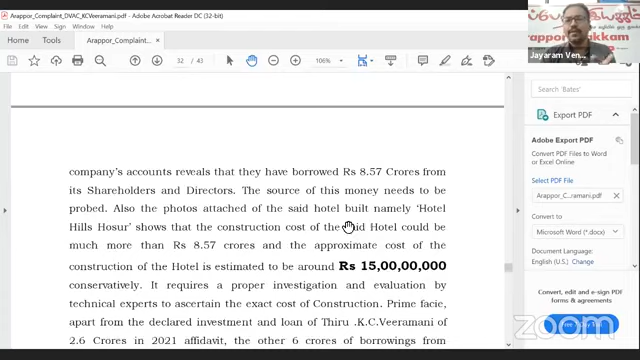 Arappor_Complaint_DVAC_KCVeeramani.pdf - Adobe Acrobat Reader DC (32-bit)
File Edit View Sign Window Help
Home Tools Arappor_Complaint_... ×
32 / 43 106%
company's accounts reveals that they have borrowed Rs 8.57 Crores from
its Shareholders and Directors. The source of this money needs to be
probed. Also the photos attached of the said hotel built namely 'Hotel
Hills Hosur' shows that the construction cost of the said Hotel could be
much more than Rs 8.57 crores and the approximate cost of the
construction of the Hotel is estimated to be around Rs 15,00,00,000
conservatively. It requires a proper investigation and evaluation by
technical experts to ascertain the exact cost of Construction. Prime facie,
apart from the declared investment and loan of Thiru .K.C.Veeramani of
2.6 Crores in 2021 affidavit, the other 6 crores of borrowings from
Jayaram Ven...
Search 'Bates'
Export PDF
Adobe Export PDF
Convert PDF Files to Word
or Excel Online
Select PDF File
Arappor_C...ramani.pdf ×
Convert to
Microsoft Word (*.docx)
Document Language:
English (U.S.) Change
Convert, edit and e-sign PDF
forms & agreements
Free 7-Day Trial
zoom